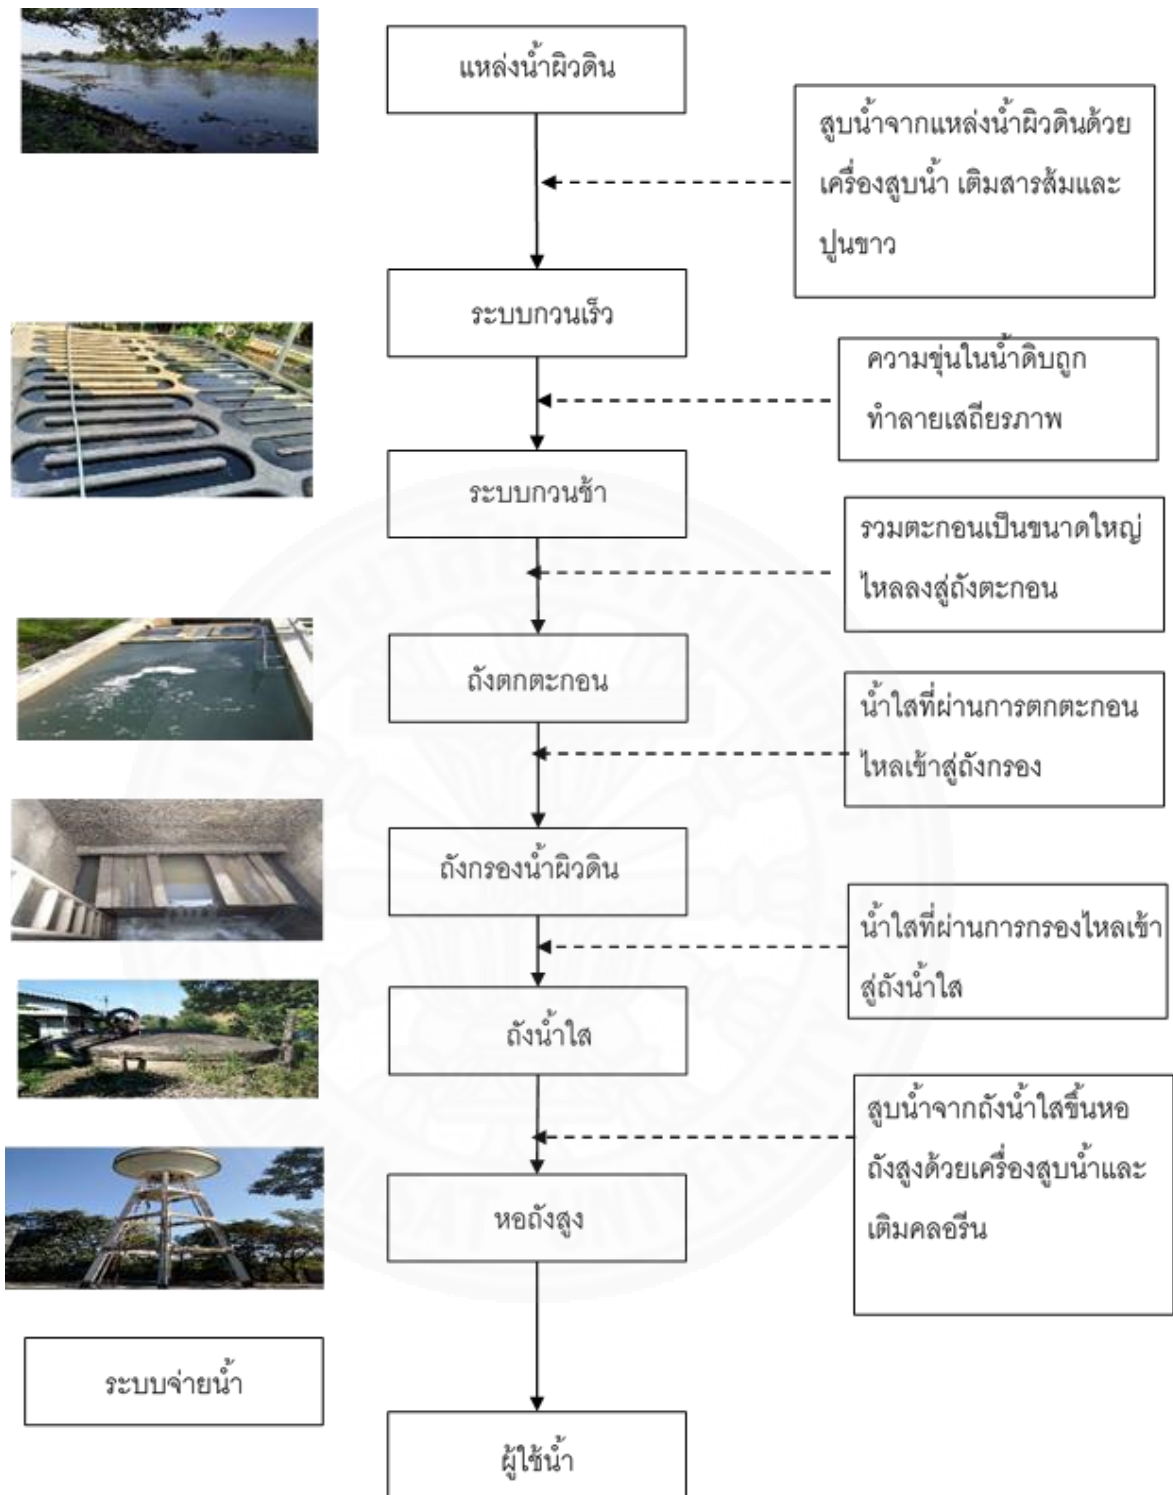 แหล่งน้ำผิวดิน
สูบน้ำจากแหล่งน้ำผิวดินด้วย
เครื่องสูบน้ำ เติมสารส้มและ
ปูนขาว
ระบบกวนเร็ว
ความขุ่นในน้ำดิบถูก
ทำลายเสถียรภาพ
ระบบกวนช้า
รวมตะกอนเป็นขนาดใหญ่
ไหลลงสู่ถังตะกอน
ถังตกตะกอน
น้ำใสที่ผ่านการตกตะกอน
ไหลเข้าสู่ถังกรอง
ถังกรองน้ำผิวดิน
น้ำใสที่ผ่านการกรองไหลเข้า
สู่ถังน้ำใส
ถังน้ำใส
สูบน้ำจากถังน้ำใสขึ้นหอ
ถังสูงด้วยเครื่องสูบน้ำและ
เติมคลอรีน
หอถังสูง
ระบบจ่ายน้ำ
ผู้ใช้น้ำ